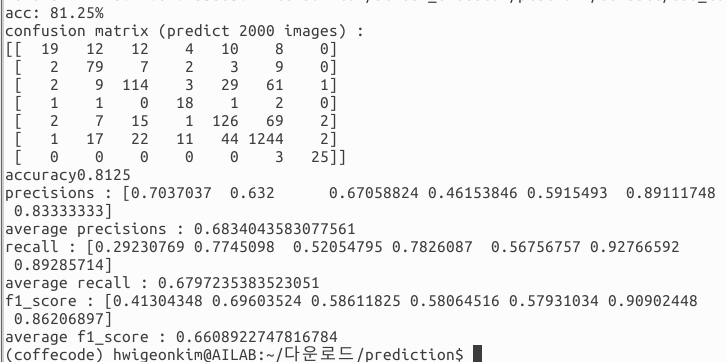 acc: 81.25%
confusion matrix (predict 2000 images) :
[[  19   12   12    4   10    8    0]
 [   2   79    7    2    3    9    0]
 [   2    9  114    3   29   61    1]
 [   1    1    0   18    1    2    0]
 [   2    7   15    1  126   69    2]
 [   1   17   22   11   44 1244    2]
 [   0    0    0    0    0    3   25]]
accuracy0.8125
precisions : [0.7037037  0.632      0.67058824 0.46153846 0.5915493  0.89111748
 0.83333333]
average precisions : 0.6834043583077561
recall : [0.29230769 0.7745098  0.52054795 0.7826087  0.56756757 0.92766592
 0.89285714]
average recall : 0.6797235383523051
f1_score : [0.41304348 0.69603524 0.58611825 0.58064516 0.57931034 0.90902448
 0.86206897]
average f1_score : 0.6608922747816784
(coffecode) hwigeonkim@AILAB:~/다운로드/prediction$